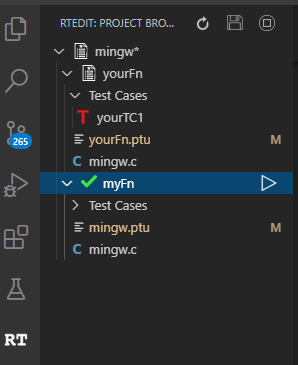 RTEDIT: PROJECT BRO...
mingw*
yourFn
Test Cases
T yourTC1
yourFn.ptu M
C mingw.c
myFn
Test Cases
mingw.ptu M
C mingw.c
265
RT